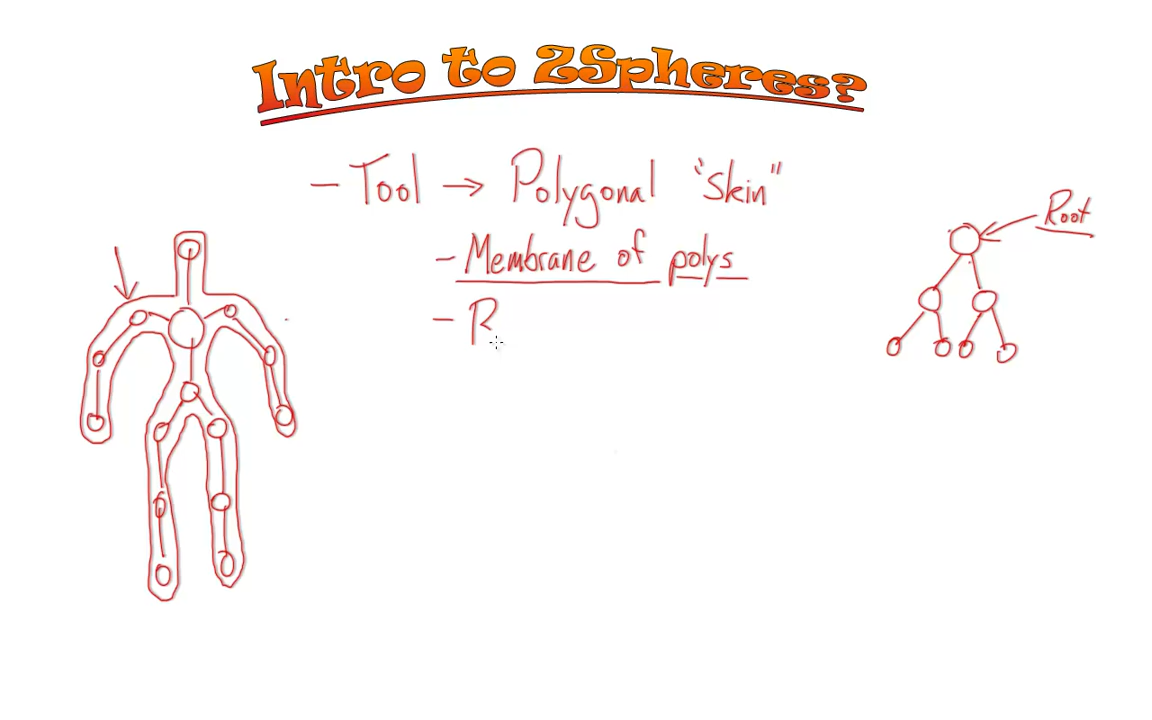 Intro to ZSpheres?
- Tool → Polygonal "Skin"
- Membrane of polys
- R
Root